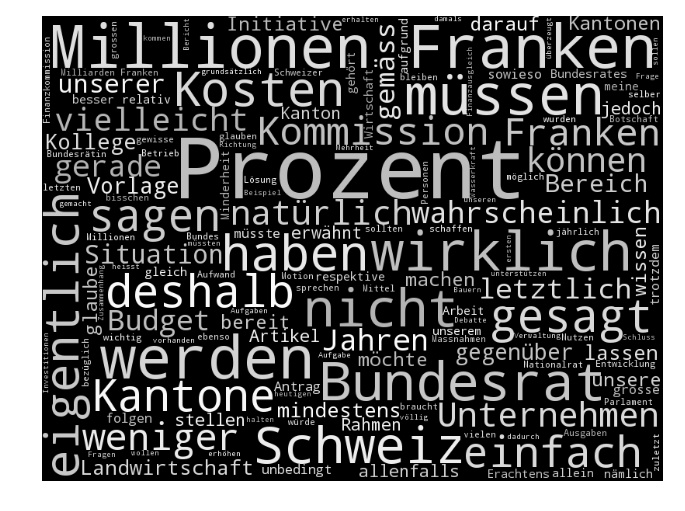 Millionen Franken
Initiative
darauf
Kantonen
erhalten
damals
grossen
kommen
Bericht
gemäss
aufgrund
überzeugt
sollen
Finanzkommission
Milliarden Franken
grundsätzlich
Schweizer
gehört
Wirtschaft
bleiben
sowieso
Bundesrates
Frage
unserer
Kosten
müssen
meine
selber
besser
relativ
Kanton
Finanzausgleich
wurden
Botschaft
jedoch
vielleicht
Kommission
Franken
Kollege
gewisse
glauben
Richtung
Mehrheit
Bundesrätin
Betrieb
Prozent
können
gerade
Minderheit
Lösung
Personen
Wasserkraft
möglich
letzten
Vorlage
Beispiel
Bereich
gemacht
bisschen
unseren
sagen
natürlich
wahrscheinlich
eigentlich
Millionen
Bundes
müsste
erwähnt
sollten
schaffen
jährlich
müssten
Situation
haben
wirklich
ersten
wissen
trotzdem
glaube
Zusammenhang
heisst
gleich
Aufwand
Motion
respektive
machen
unterstützen
deshalb
sprechen
Mittel
Bauern
letztlich
nicht
gesagt
Budget
bereit
Aufgaben
Arbeit
Debatte
wichtig
vorhanden
ebenso
Artikel
Jahren
unserem
Massnahmen
Verwaltung
Nutzen
Schluss
Investitionen
bezüglich
werden
Aufgabe
möchte
gegenüber
lassen
Nationalrat
Entwicklung
Antrag
heutigen
Bundesrat
unsere
Kantone
halten
völlig
braucht
grosse
Parlament
folgen
stellen
mindestens
Unternehmen
würde
Rahmen
vielen
dadurch
Ausgaben
weniger
Schweiz
einfach
zuletzt
Fragen
wollen
erhöhen
Landwirtschaft
unbedingt
allenfalls
Erachtens
allein
nämlich